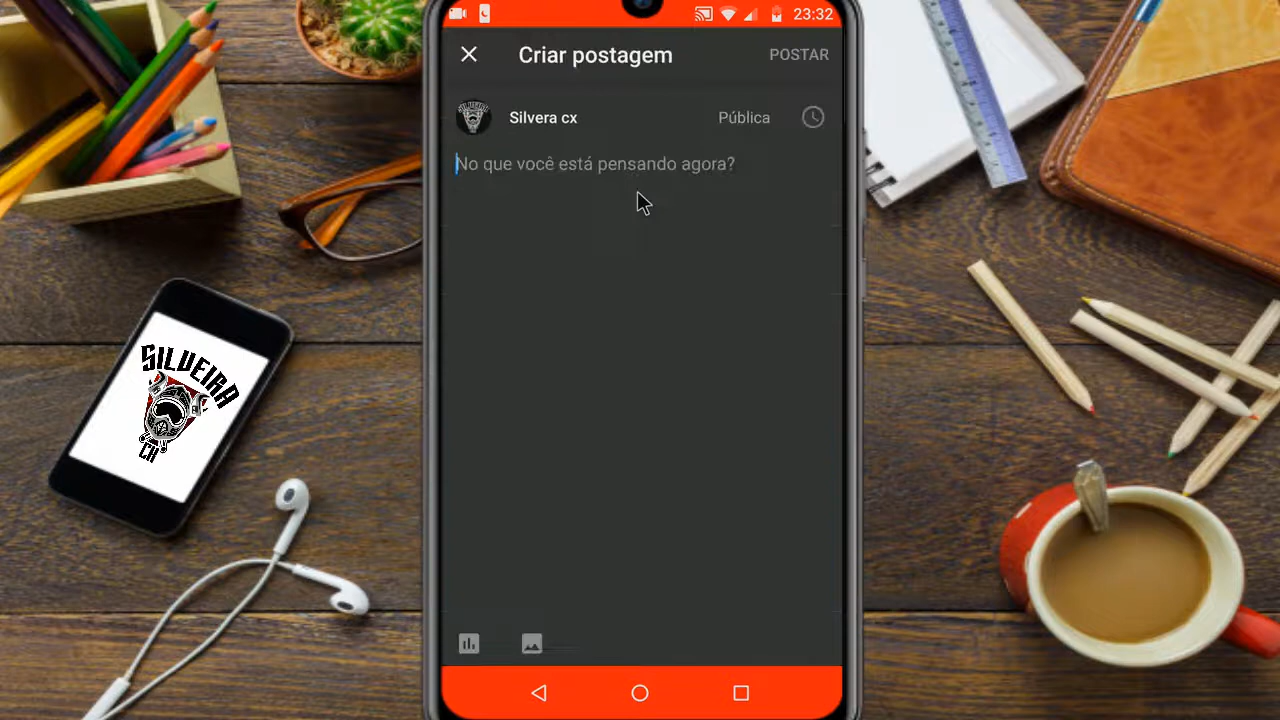 23:32
Criar postagem
POSTAR
Silvera cx
Pública
No que você está pensando agora?
SILVEIRA
CX